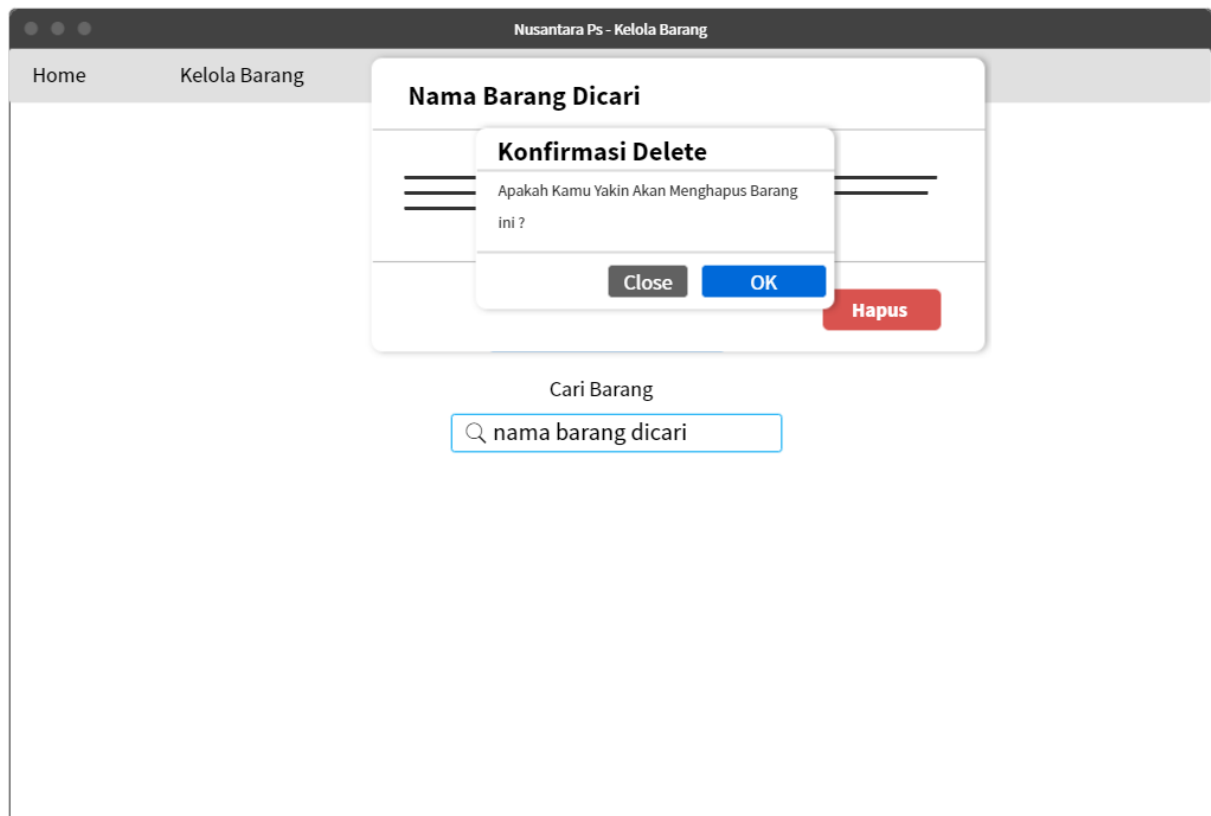 Nusantara Ps - Kelola Barang
Home Kelola Barang
Nama Barang Dicari
Konfirmasi Delete
Apakah Kamu Yakin Akan Menghapus Barang
ini ?
Close OK
Hapus
Cari Barang
nama barang dicari